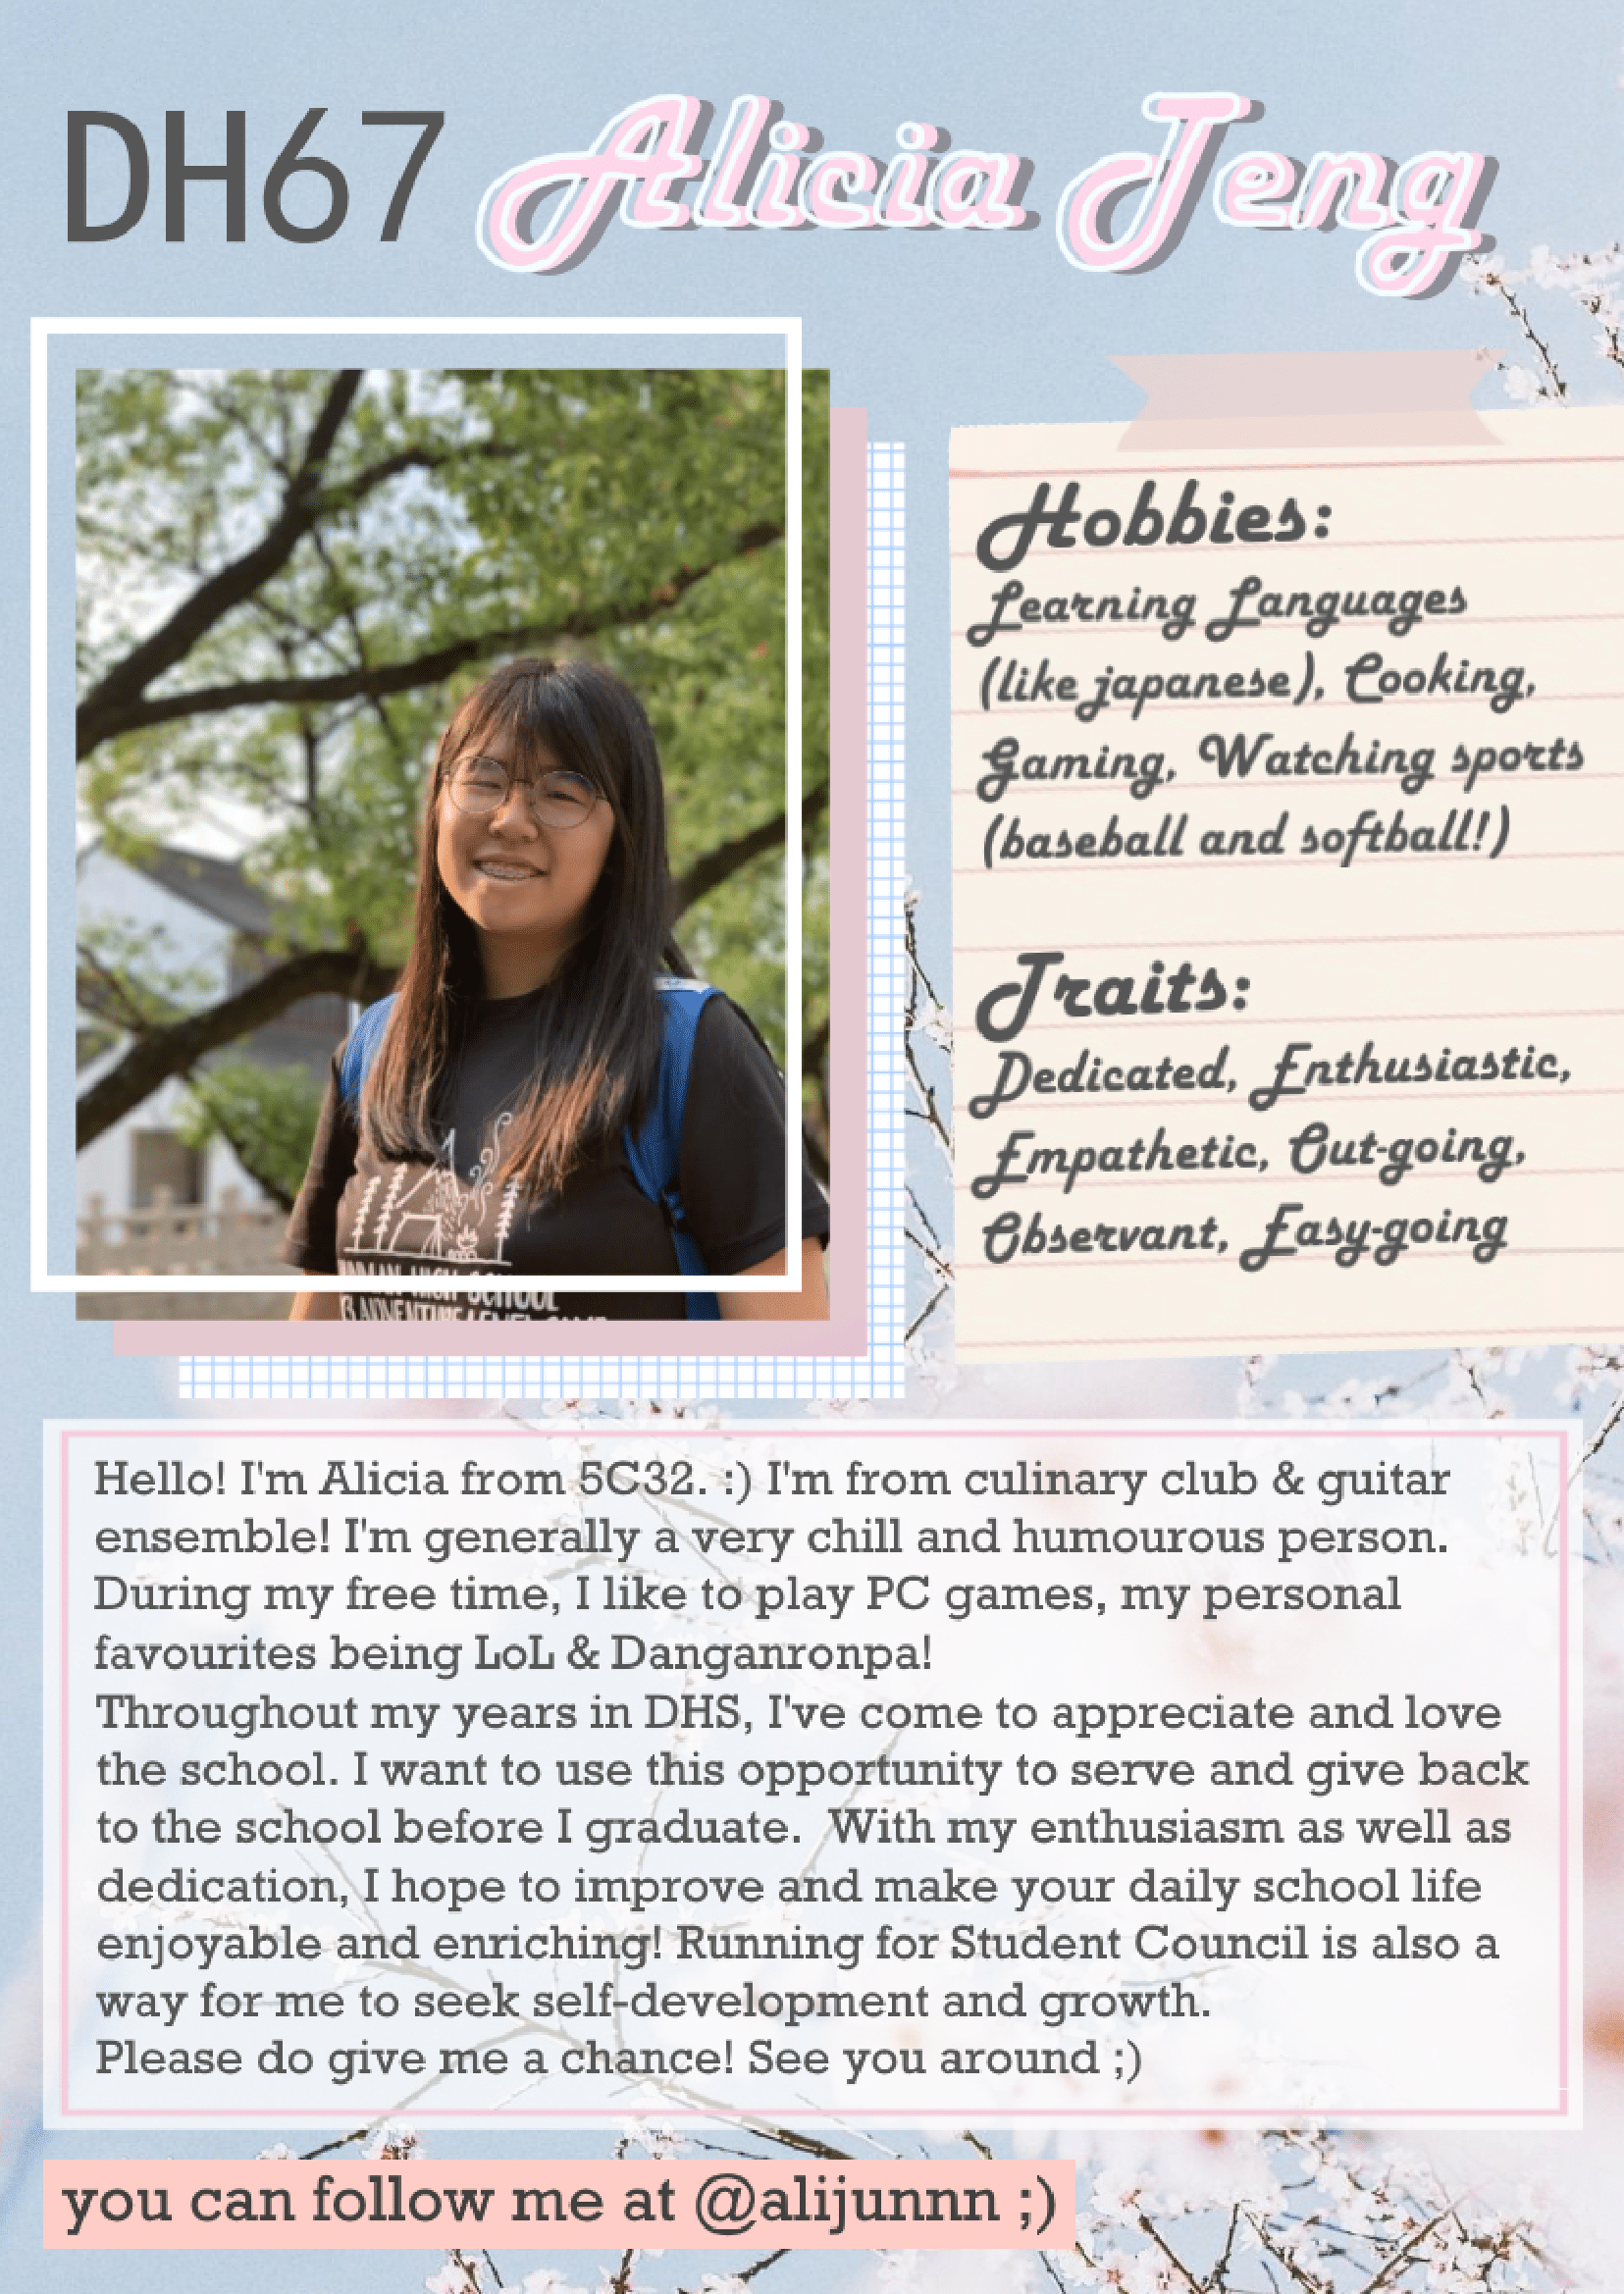 DH67 Alicia Teng
Hobbies:
Learning Languages
(like japanese), Cooking,
Gaming, Watching sports
(baseball and softball!)
Traits:
Dedicated, Enthusiastic,
Empathetic, Out-going,
Observant, Easy-going
HIGH SCHOOL
ADVENTURE LEVEL CAMP
Hello! I'm Alicia from 5C32. :) I'm from culinary club & guitar
ensemble! I'm generally a very chill and humourous person.
During my free time, I like to play PC games, my personal
favourites being LoL & Danganronpa!
Throughout my years in DHS, I've come to appreciate and love
the school. I want to use this opportunity to serve and give back
to the school before I graduate. With my enthusiasm as well as
dedication, I hope to improve and make your daily school life
enjoyable and enriching! Running for Student Council is also a
way for me to seek self-development and growth.
Please do give me a chance! See you around ;)
you can follow me at @alijunnn ;)